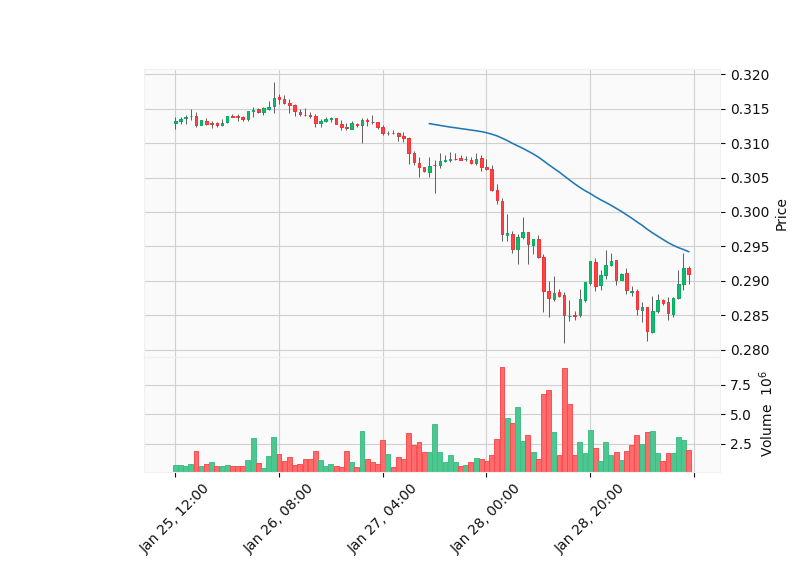 0.320
0.315
0.310
0.305
0.300
0.295
0.290
0.285
0.280
Price
7.5
5.0
2.5
Volume 10^6
Jan 25, 12:00
Jan 26, 08:00
Jan 27, 04:00
Jan 28, 00:00
Jan 28, 20:00